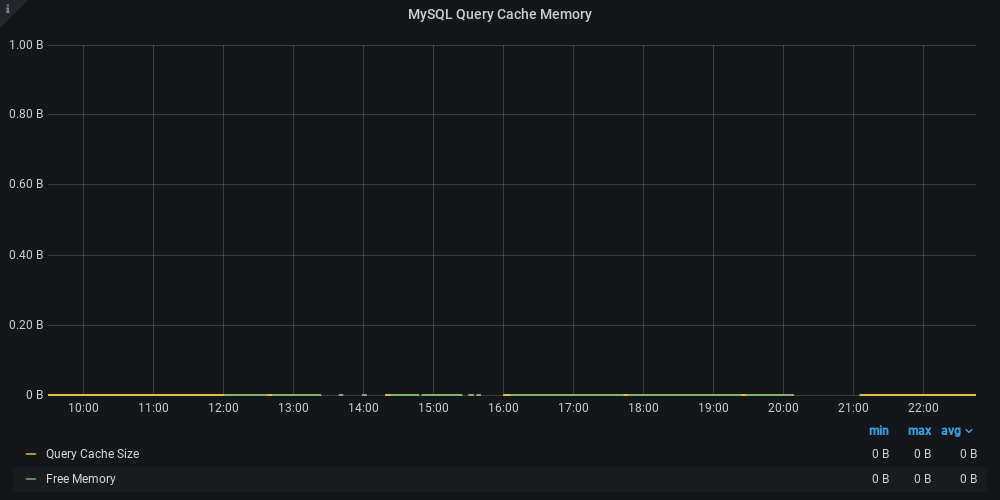 i
MySQL Query Cache Memory
1.00 B
0.80 B
0.60 B
0.40 B
0.20 B
0 B
10:00 11:00 12:00 13:00 14:00 15:00 16:00 17:00 18:00 19:00 20:00 21:00 22:00
min max avg
Query Cache Size 0 B 0 B 0 B
Free Memory 0 B 0 B 0 B